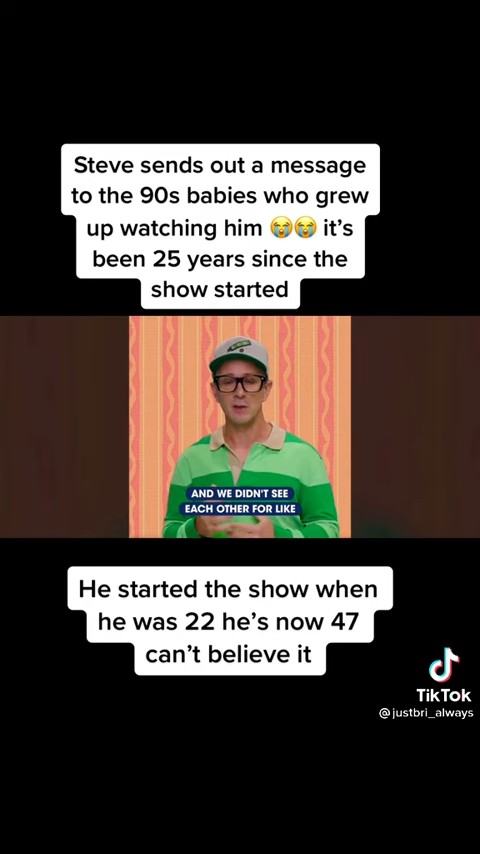 Steve sends out a message
to the 90s babies who grew
up watching him 😭😭 it's
been 25 years since the
show started
AND WE DIDN'T SEE
EACH OTHER FOR LIKE
He started the show when
he was 22 he's now 47
can't believe it
TikTok
@justbri_always